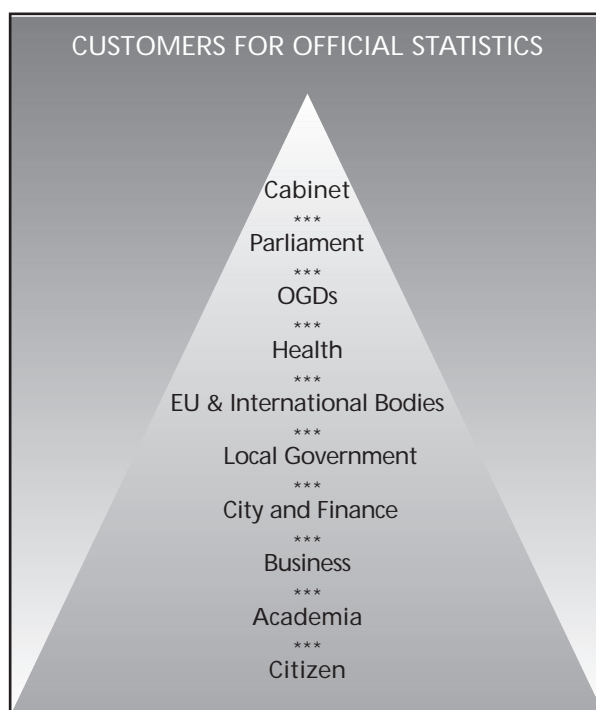 CUSTOMERS FOR OFFICIAL STATISTICS
Cabinet
***
Parliament
***
OGDs
***
Health
***
EU & International Bodies
***
Local Government
***
City and Finance
***
Business
***
Academia
***
Citizen